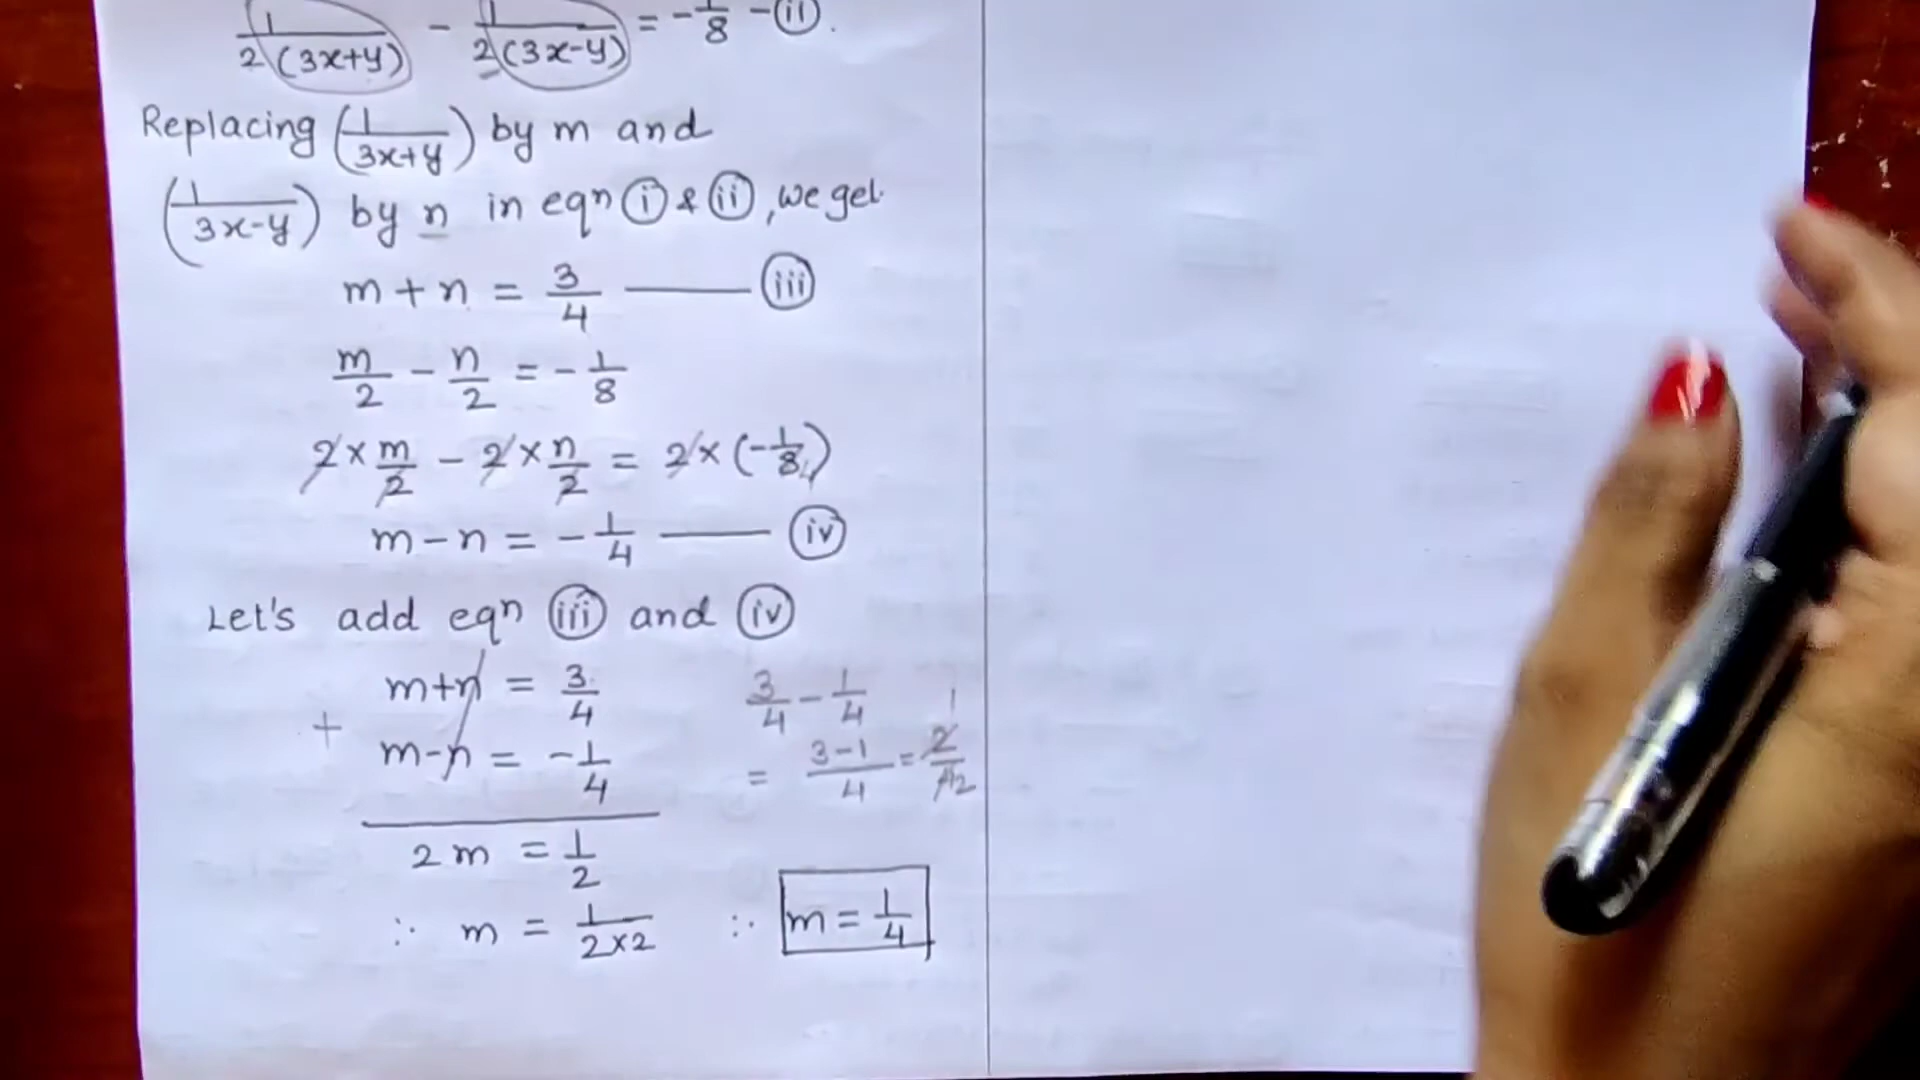 1/2(3x+y) - 1/2(3x-y) = -1/8 - (ii).
Replacing (1/3x+y) by m and
(1/3x-y) by n in eqn (i) & (ii), we get
m + n = 3/4 —— (iii)
m/2 - n/2 = -1/8
2 × m/2 - 2 × n/2 = 2 × (-1/8) 4
m - n = -1/4 —— (iv)
Let's add eqn (iii) and (iv)
m+n = 3/4
+ m-n = -1/4
2m = 1/2
∴ m = 1/2×2 ∴ m = 1/4
3/4 - 1/4
= 3-1/4 = 2/4 1 2